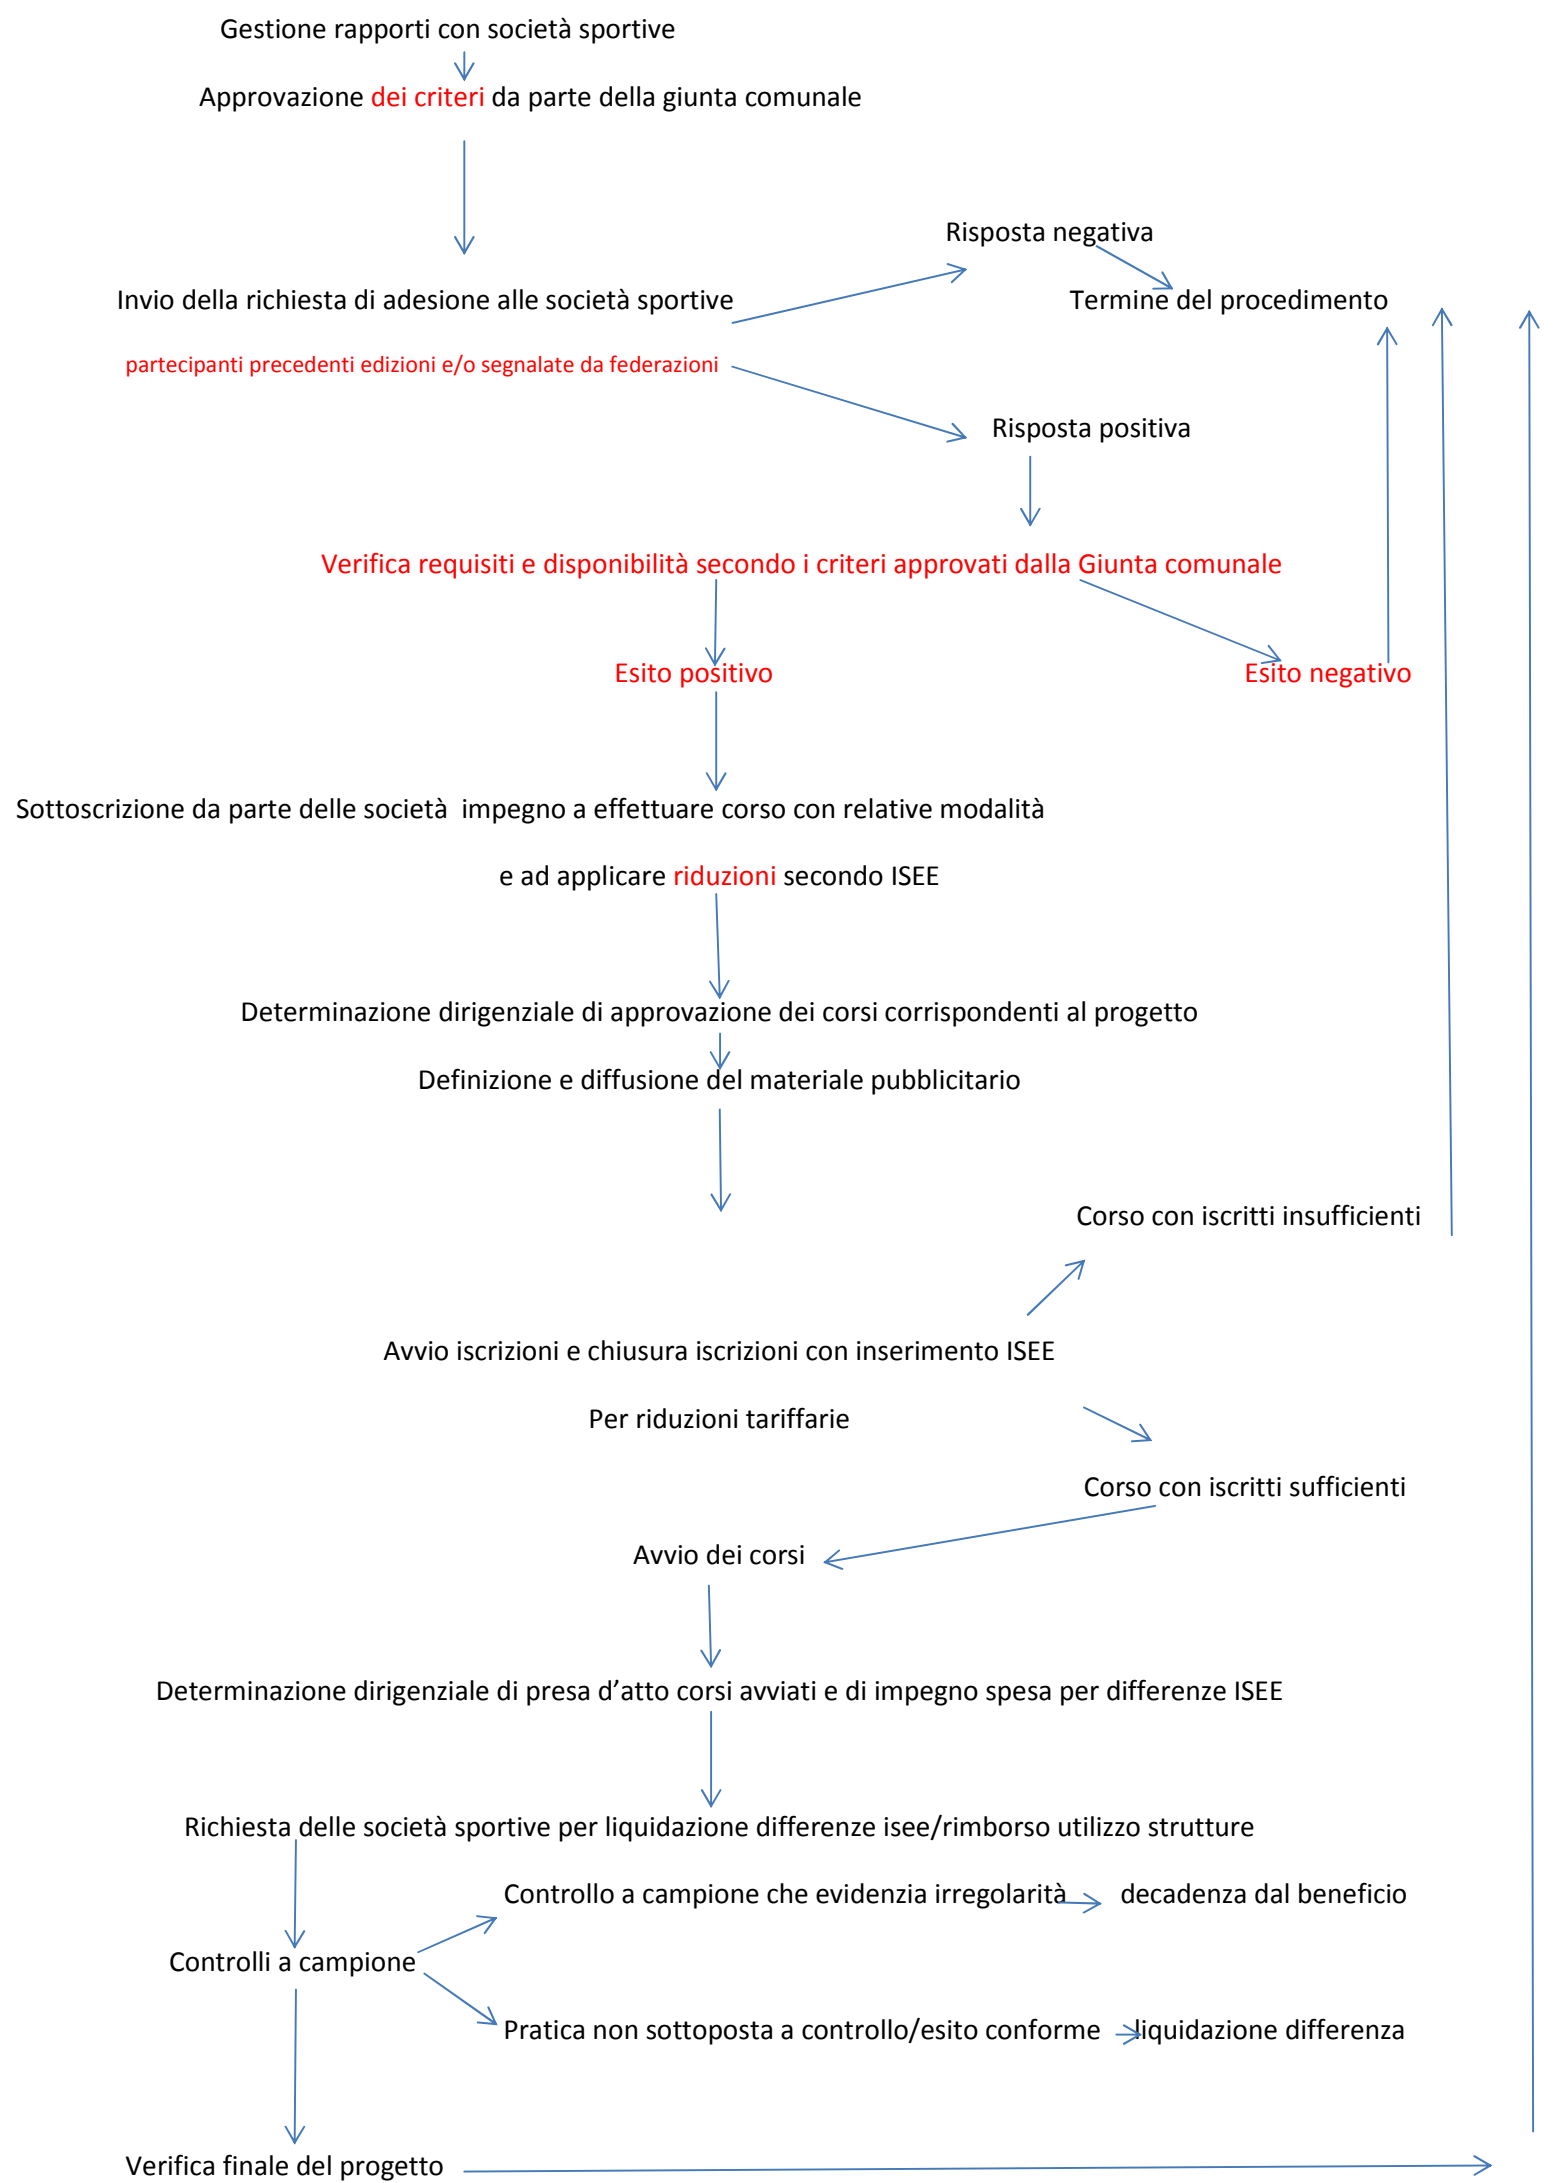 Gestione rapporti con società sportive
Approvazione dei criteri da parte della giunta comunale
Risposta negativa
Invio della richiesta di adesione alle società sportive
Termine del procedimento
partecipanti precedenti edizioni e/o segnalate da federazioni
Risposta positiva
Verifica requisiti e disponibilità secondo i criteri approvati dalla Giunta comunale
Esito positivo
Esito negativo
Sottoscrizione da parte delle società  impegno a effettuare corso con relative modalità
e ad applicare riduzioni secondo ISEE
Determinazione dirigenziale di approvazione dei corsi corrispondenti al progetto
Definizione e diffusione del materiale pubblicitario
Corso con iscritti insufficienti
Avvio iscrizioni e chiusura iscrizioni con inserimento ISEE
Per riduzioni tariffarie
Corso con iscritti sufficienti
Avvio dei corsi
Determinazione dirigenziale di presa d’atto corsi avviati e di impegno spesa per differenze ISEE
Richiesta delle società sportive per liquidazione differenze isee/rimborso utilizzo strutture
Controllo a campione che evidenzia irregolarità
decadenza dal beneficio
Controlli a campione
Pratica non sottoposta a controllo/esito conforme
liquidazione differenza
Verifica finale del progetto